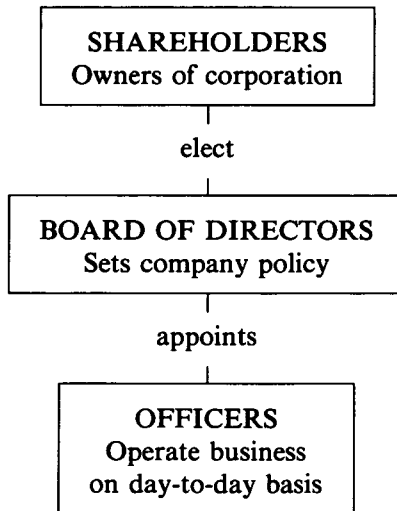 SHAREHOLDERS
Owners of corporation
elect
BOARD OF DIRECTORS
Sets company policy
appoints
OFFICERS
Operate business
on day-to-day basis